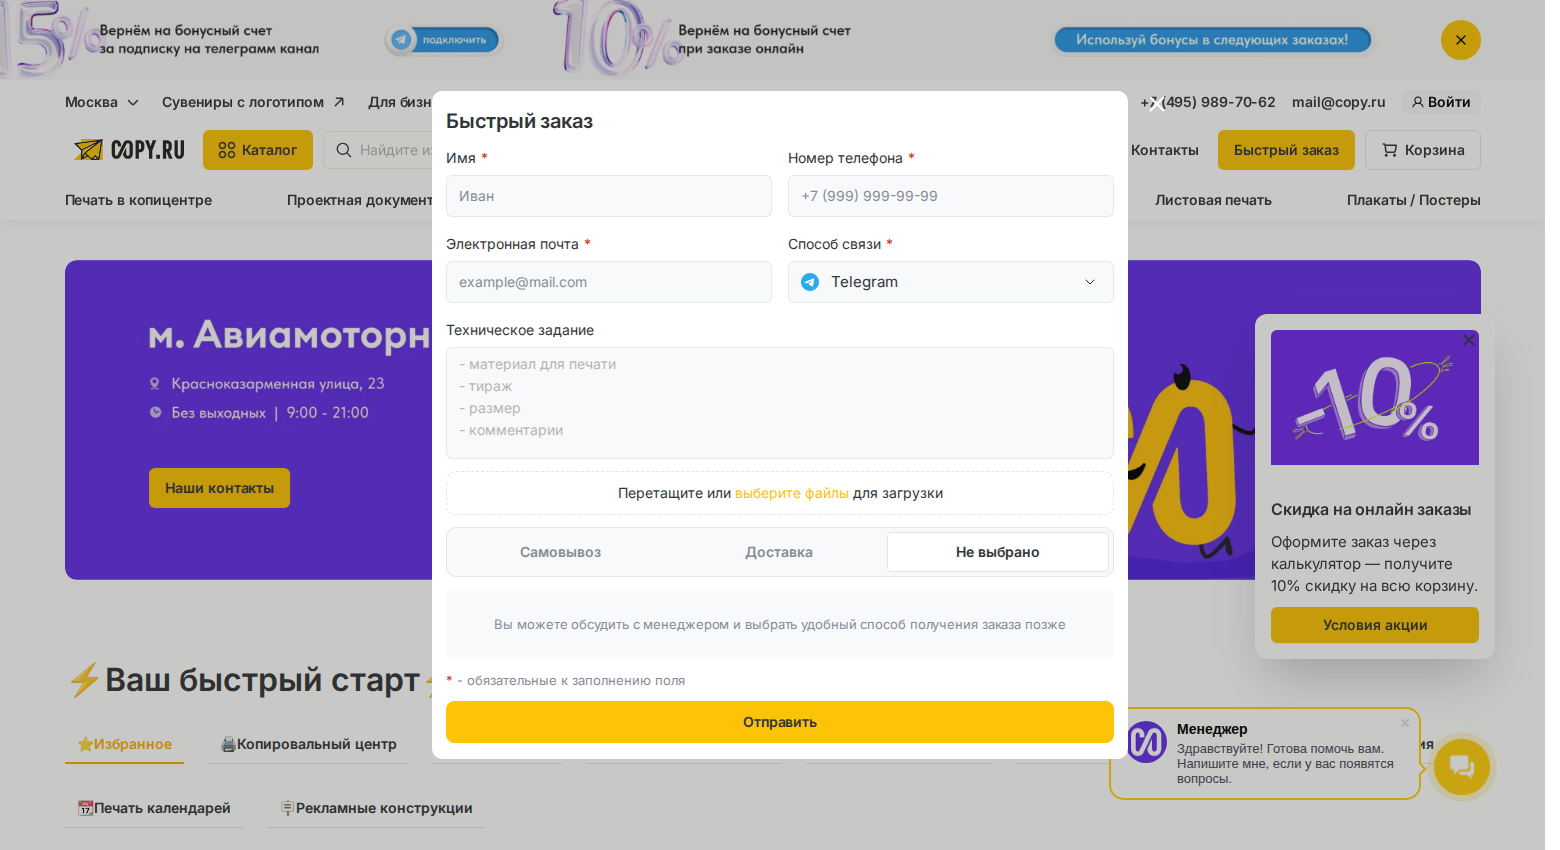 15%
Вернём на бонусный счет
за подписку на телеграмм канал
подключить
10%
Вернём на бонусный счет
при заказе онлайн
Используй бонусы в следующих заказах!
Москва
Сувениры с логотипом
Для бизн
+7 (495) 989-70-62
mail@copy.ru
Войти
COPY.RU
Каталог
Найдите из
Контакты
Быстрый заказ
Корзина
Печать в копицентре
Проектная документ
Листовая печать
Плакаты / Постеры
м. Авиамоторн
Красноказарменная улица, 23
Без выходных | 9:00 - 21:00
Наши контакты
Быстрый заказ
Имя *
Номер телефона *
Иван
+7 (999) 999-99-99
Электронная почта *
Способ связи *
example@mail.com
Telegram
Техническое задание
- материал для печати
- тираж
- размер
- комментарии
Перетащите или выберите файлы для загрузки
Самовывоз
Доставка
Не выбрано
Вы можете обсудить с менеджером и выбрать удобный способ получения заказа позже
* - обязательные к заполнению поля
Отправить
-10%
Скидка на онлайн заказы
Оформите заказ через
калькулятор — получите
10% скидку на всю корзину.
Условия акции
⚡Ваш быстрый старт⚡
⭐Избранное
🖨️Копировальный центр
ия
📆Печать календарей
🪧Рекламные конструкции
Менеджер
Здравствуйте! Готова помочь вам.
Напишите мне, если у вас появятся
вопросы.